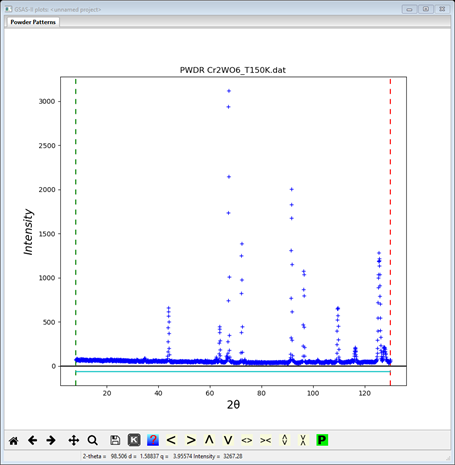 GSAS-II plots: <unnamed project>
Powder Patterns
PWDR Cr2WO6_T150K.dat
3000
2500
2000
1500
1000
500
0
Intensity
20 40 60 80 100 120
2θ
K ? < > Λ V <> >< P
2-theta = 98.506 d = 1.58837 q = 3.95574 Intensity = 3267.28